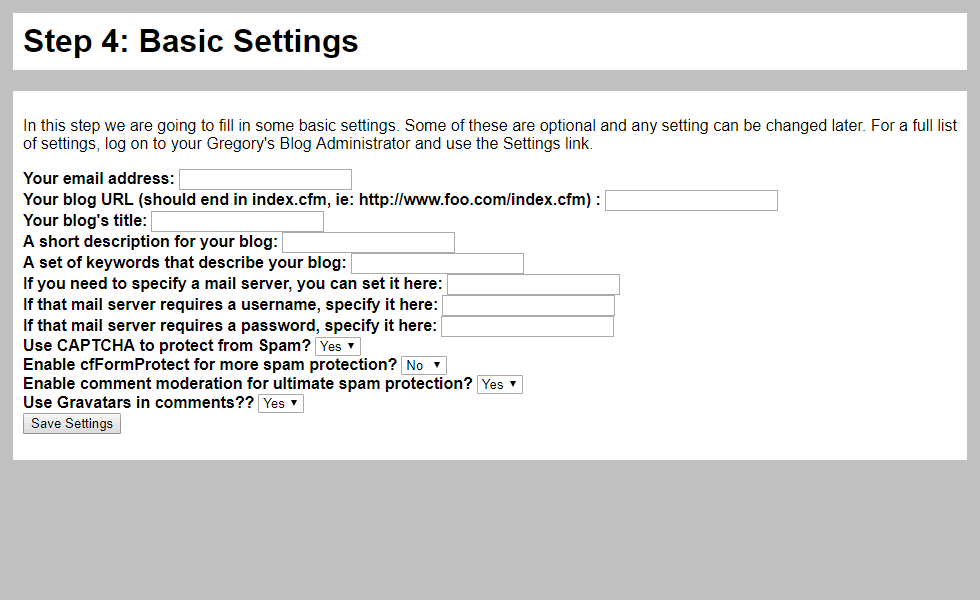 Step 4: Basic Settings
In this step we are going to fill in some basic settings. Some of these are optional and any setting can be changed later. For a full list
of settings, log on to your Gregory's Blog Administrator and use the Settings link.
Your email address:
Your blog URL (should end in index.cfm, ie: http://www.foo.com/index.cfm) :
Your blog's title:
A short description for your blog:
A set of keywords that describe your blog:
If you need to specify a mail server, you can set it here:
If that mail server requires a username, specify it here:
If that mail server requires a password, specify it here:
Use CAPTCHA to protect from Spam? Yes
Enable cfFormProtect for more spam protection? No
Enable comment moderation for ultimate spam protection? Yes
Use Gravatars in comments?? Yes
Save Settings